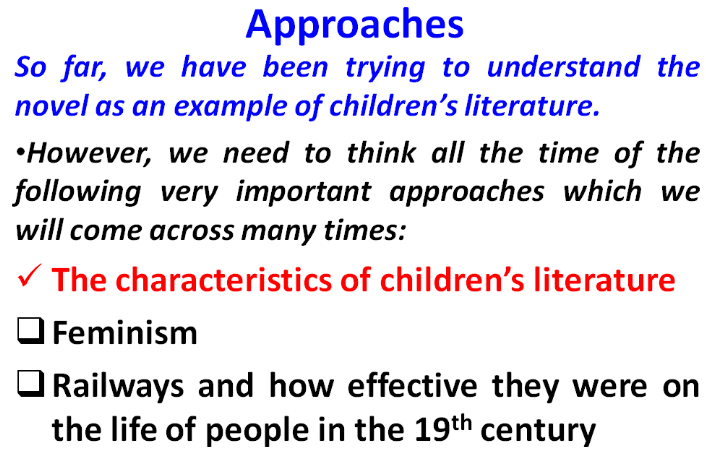 Approaches
So far, we have been trying to understand the
novel as an example of children’s literature.
•However, we need to think all the time of the
following very important approaches which we
will come across many times:
✓ The characteristics of children’s literature
❑ Feminism
❑ Railways and how effective they were on
the life of people in the 19th century